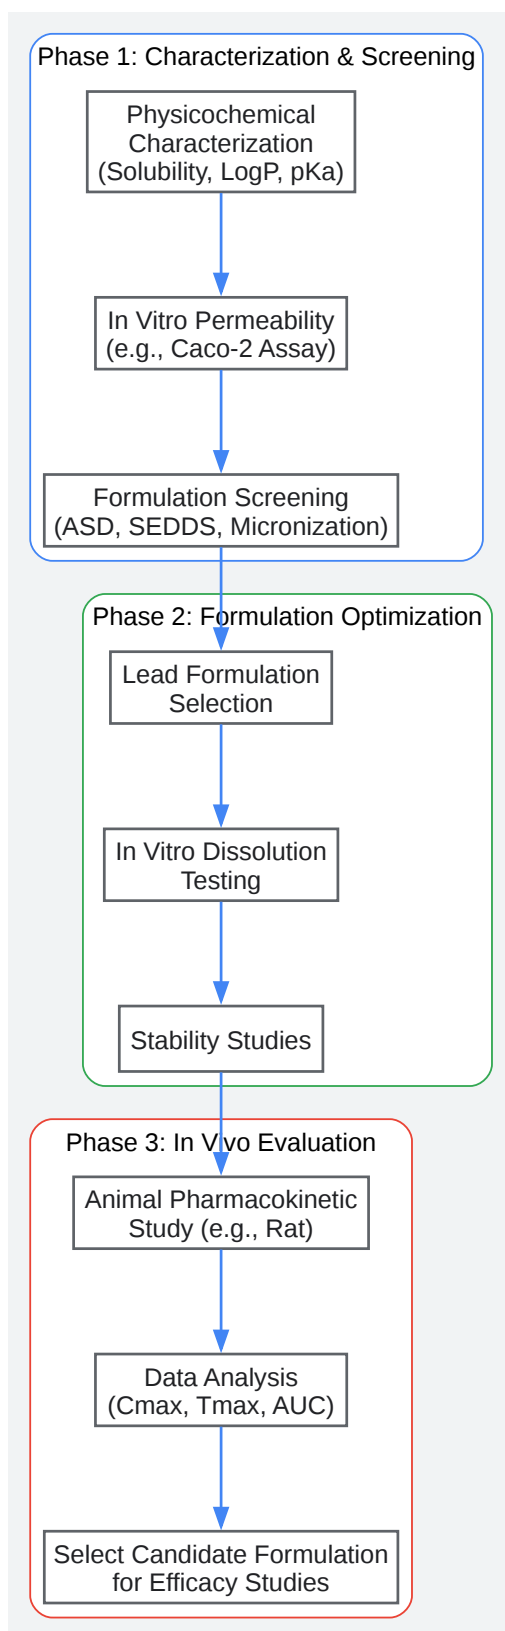 Phase 1: Characterization & Screening
Physicochemical
Characterization
(Solubility, LogP, pKa)
In Vitro Permeability
(e.g., Caco-2 Assay)
Formulation Screening
(ASD, SEDDS, Micronization)
Phase 2: Formulation Optimization
Lead Formulation
Selection
In Vitro Dissolution
Testing
Stability Studies
Phase 3: In Vivo Evaluation
Animal Pharmacokinetic
Study (e.g., Rat)
Data Analysis
(Cmax, Tmax, AUC)
Select Candidate Formulation
for Efficacy Studies